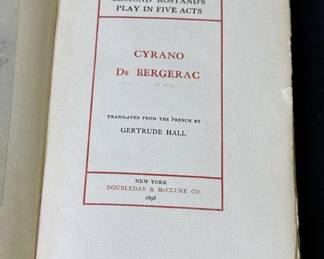 EDMOND ROSTAND'S
PLAY IN FIVE ACTS
CYRANO
DE BERGERAC
TRANSLATED FROM THE FRENCH BY
GERTRUDE HALL
NEW YORK
DOUBLEDAY & McCLURE CO.
1898